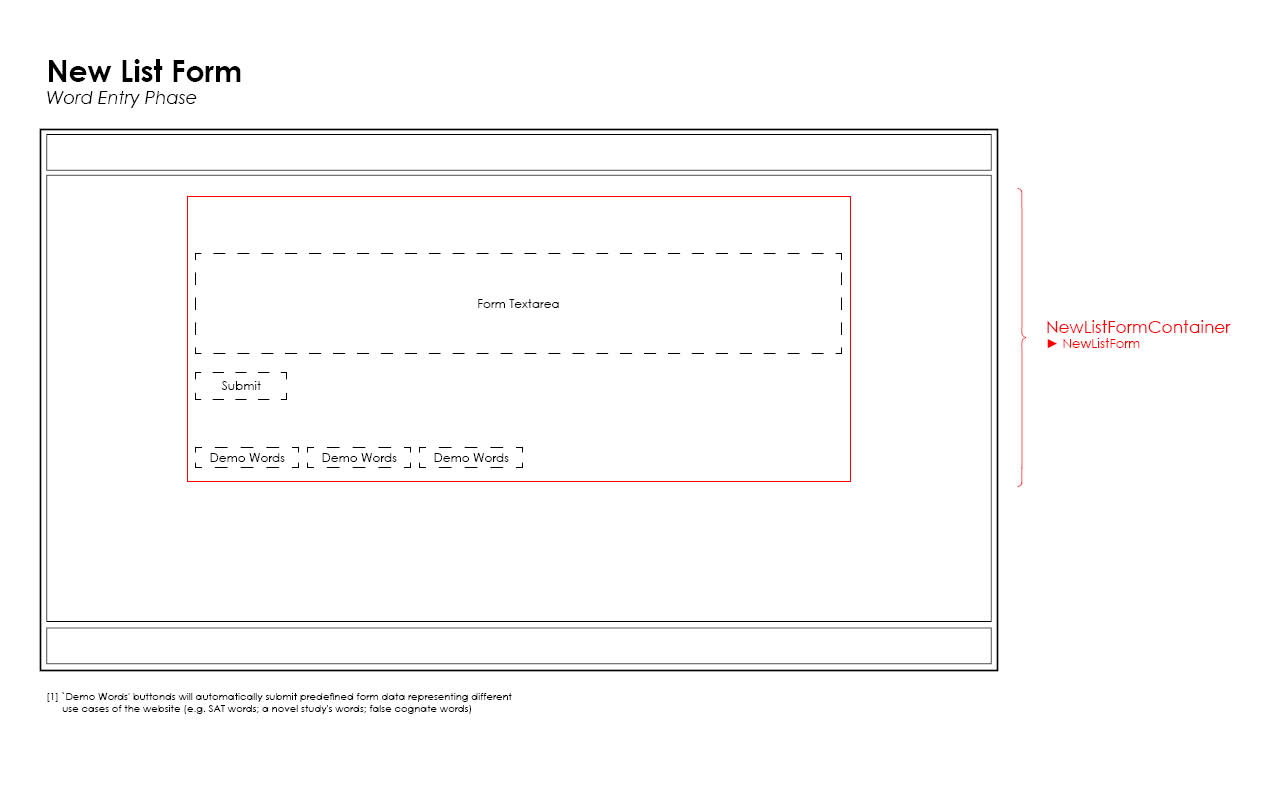 New List Form
Word Entry Phase
Form Textarea
Submit
Demo Words Demo Words Demo Words
NewListFormContainer
► NewListForm
[1] `Demo Words' buttonds will automatically submit predefined form data representing different
use cases of the website (e.g. SAT words; a novel study's words; false cognate words)